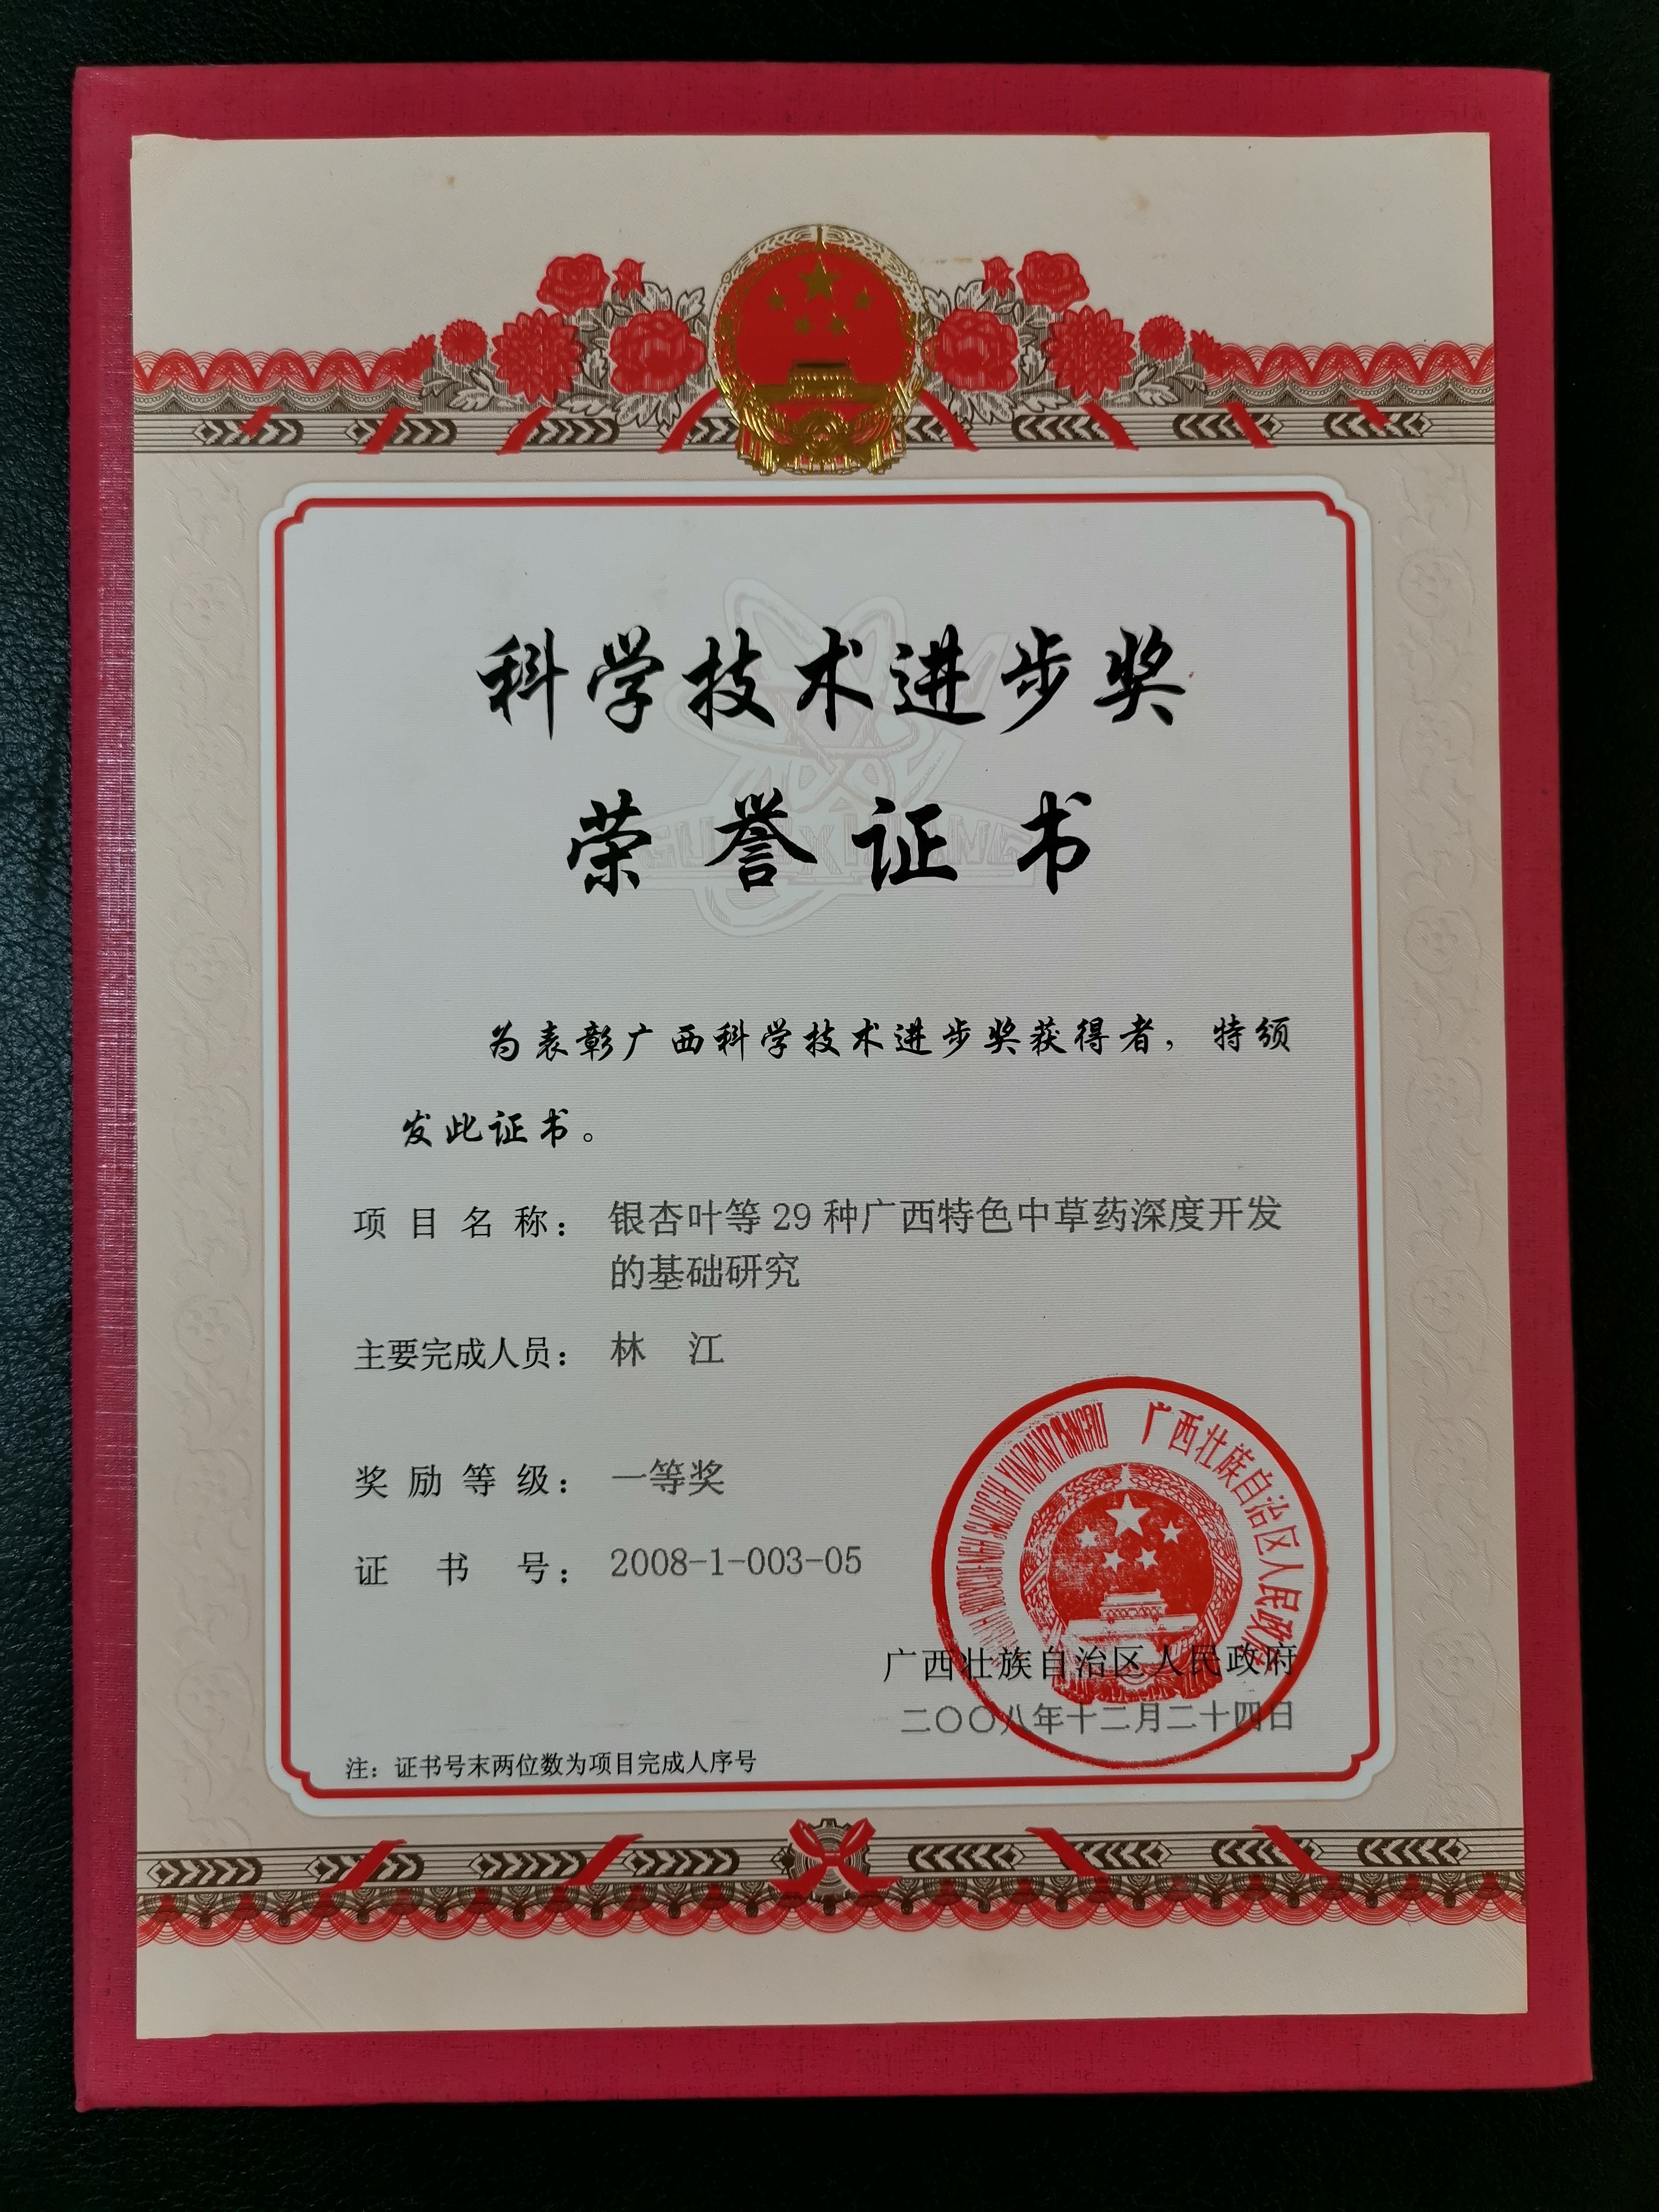 科学技术进步奖
荣誉证书
为表彰广西科学技术进步奖获得者，特颁
发此证书。
项目名称：银杏叶等29种广西特色中草药深度开发
的基础研究
主要完成人员：林 江
奖励等级：一等奖
证书号：2008-1-003-05
广西壮族自治区人民政府
广西壮族自治区人民政府
二〇〇八年十二月二十四日
注：证书号末两位数为项目完成人序号